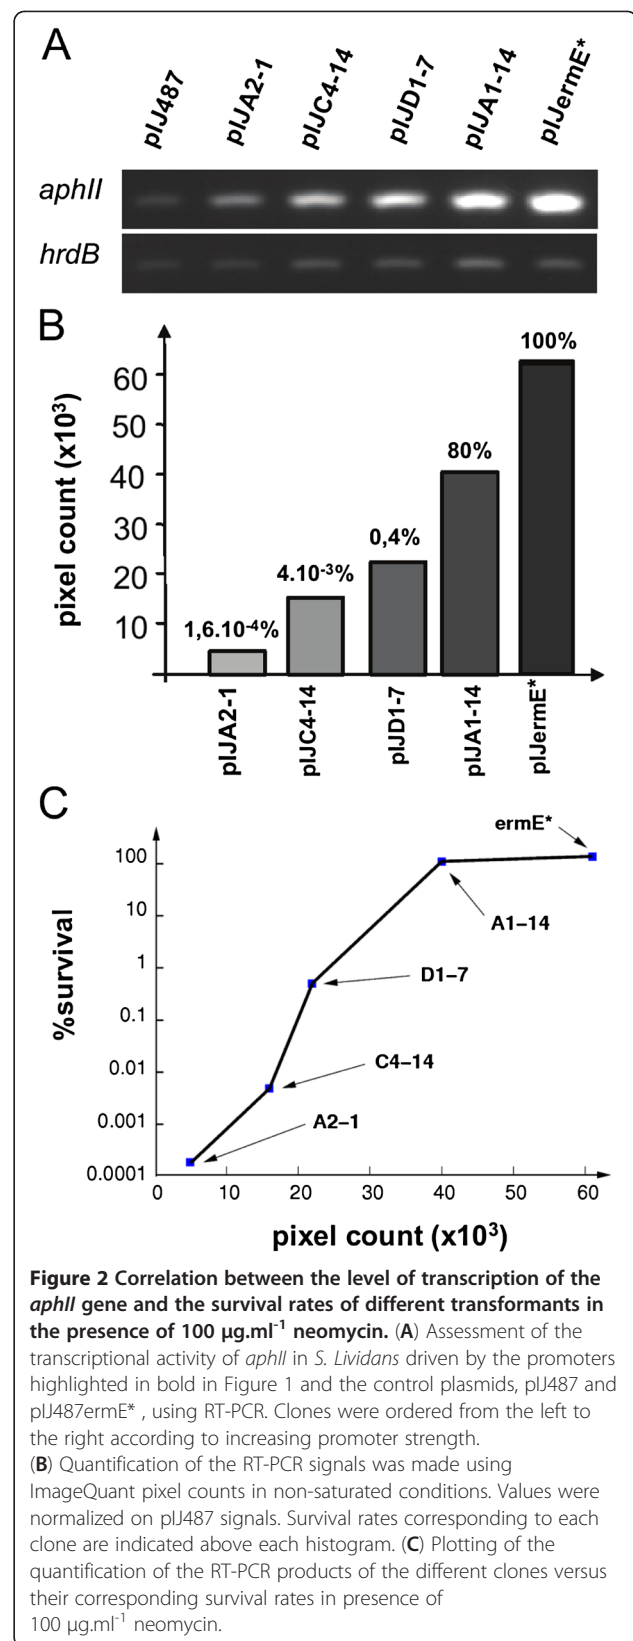 A
pIJ487
pIJA2-1
pIJC4-14
pIJD1-7
pIJA1-14
pIJermE*
aphII
hrdB
B
pixel count (x10³)
60
50
40
30
20
10
1,6.10⁻⁴%
4.10⁻³%
0,4%
80%
100%
pIJA2-1
pIJC4-14
pIJD1-7
pIJA1-14
pIJermE*
C
%survival
100
10
1
0.1
0.01
0.001
0.0001
ermE*
A1–14
D1–7
C4–14
A2–1
0
10
20
30
40
50
60
pixel count (x10³)
Figure 2 Correlation between the level of transcription of the
aphII gene and the survival rates of different transformants in
the presence of 100 μg.ml⁻¹ neomycin. (A) Assessment of the
transcriptional activity of aphII in S. Lividans driven by the promoters
highlighted in bold in Figure 1 and the control plasmids, pIJ487 and
pIJ487ermE* , using RT-PCR. Clones were ordered from the left to
the right according to increasing promoter strength.
(B) Quantification of the RT-PCR signals was made using
ImageQuant pixel counts in non-saturated conditions. Values were
normalized on pIJ487 signals. Survival rates corresponding to each
clone are indicated above each histogram. (C) Plotting of the
quantification of the RT-PCR products of the different clones versus
their corresponding survival rates in presence of
100 μg.ml⁻¹ neomycin.